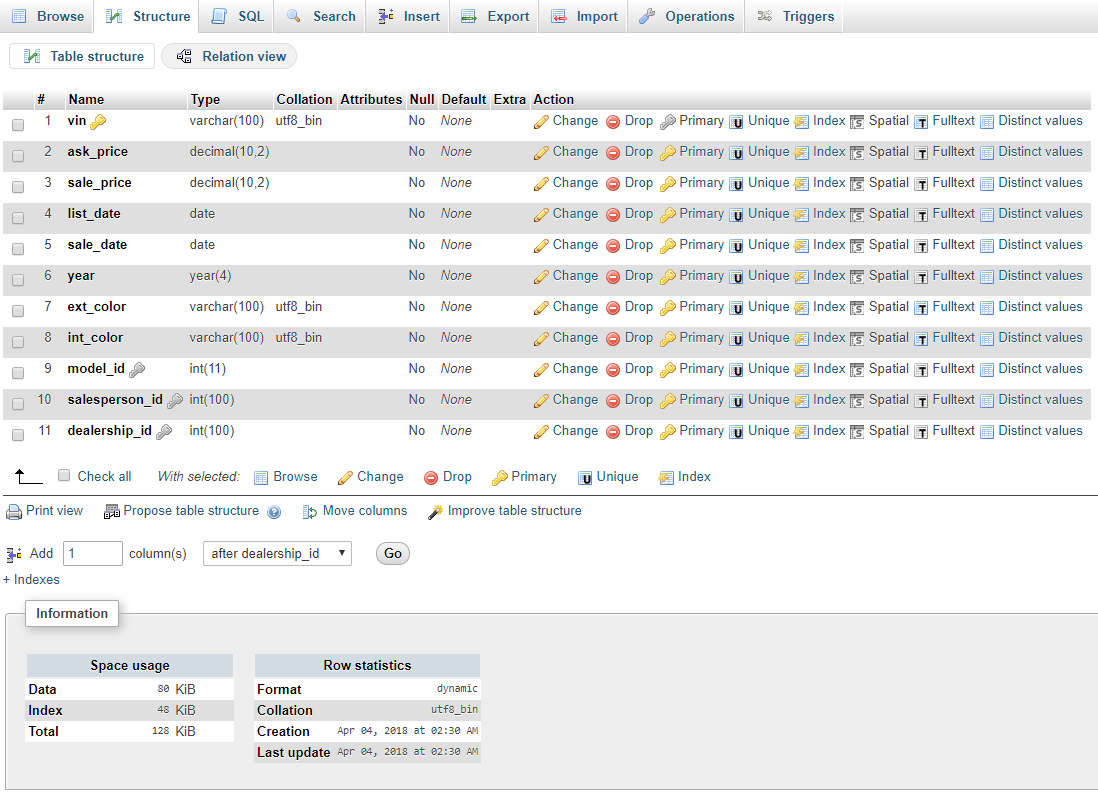 Browse Structure SQL Search Insert Export Import Operations Triggers
Table structure Relation view
# Name Type Collation Attributes Null Default Extra Action
1 vin varchar(100) utf8_bin No None Change Drop Primary Unique Index Spatial Fulltext Distinct values
2 ask_price decimal(10,2) No None Change Drop Primary Unique Index Spatial Fulltext Distinct values
3 sale_price decimal(10,2) No None Change Drop Primary Unique Index Spatial Fulltext Distinct values
4 list_date date No None Change Drop Primary Unique Index Spatial Fulltext Distinct values
5 sale_date date No None Change Drop Primary Unique Index Spatial Fulltext Distinct values
6 year year(4) No None Change Drop Primary Unique Index Spatial Fulltext Distinct values
7 ext_color varchar(100) utf8_bin No None Change Drop Primary Unique Index Spatial Fulltext Distinct values
8 int_color varchar(100) utf8_bin No None Change Drop Primary Unique Index Spatial Fulltext Distinct values
9 model_id int(11) No None Change Drop Primary Unique Index Spatial Fulltext Distinct values
10 salesperson_id int(100) No None Change Drop Primary Unique Index Spatial Fulltext Distinct values
11 dealership_id int(100) No None Change Drop Primary Unique Index Spatial Fulltext Distinct values
Check all With selected: Browse Change Drop Primary Unique Index
Print view Propose table structure Move columns Improve table structure
Add 1 column(s) after dealership_id Go
+ Indexes
Information
Space usage
Data 80 KiB
Index 48 KiB
Total 128 KiB
Row statistics
Format dynamic
Collation utf8_bin
Creation Apr 04, 2018 at 02:30 AM
Last update Apr 04, 2018 at 02:30 AM